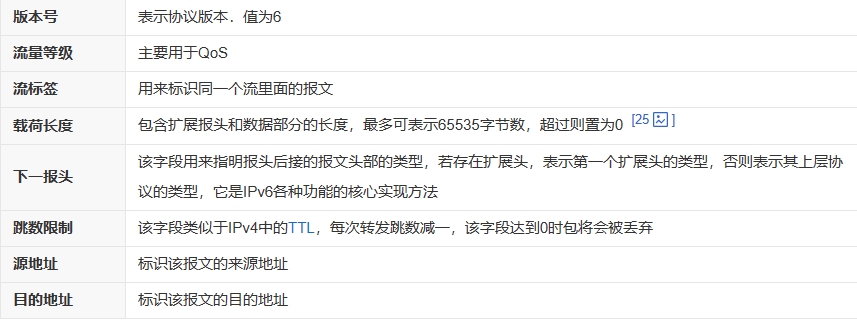 版本号 表示协议版本．值为6
流量等级 主要用于QoS
流标签 用来标识同一个流里面的报文
载荷长度 包含扩展报头和数据部分的长度，最多可表示65535字节数，超过则置为0 [25]
下一报头 该字段用来指明报头后接的报文头部的类型，若存在扩展头，表示第一个扩展头的类型，否则表示其上层协
议的类型，它是IPv6各种功能的核心实现方法
跳数限制 该字段类似于IPv4中的TTL，每次转发跳数减一，该字段达到0时包将会被丢弃
源地址 标识该报文的来源地址
目的地址 标识该报文的目的地址